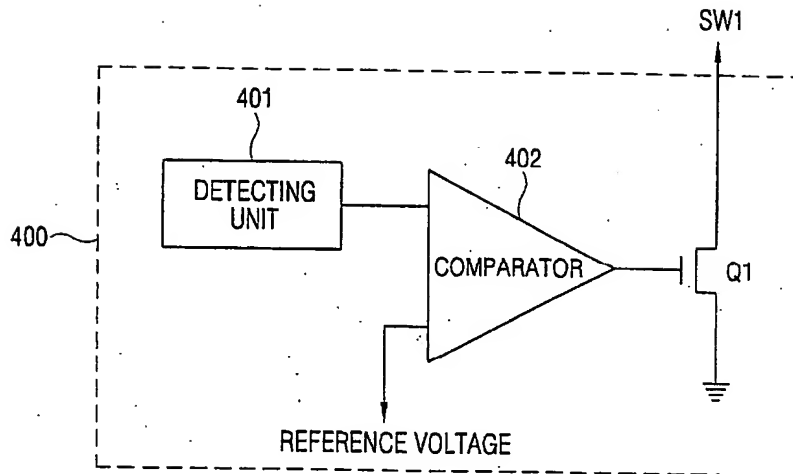 SW1
401
DETECTING
UNIT
402
400
COMPARATOR
Q1
REFERENCE VOLTAGE